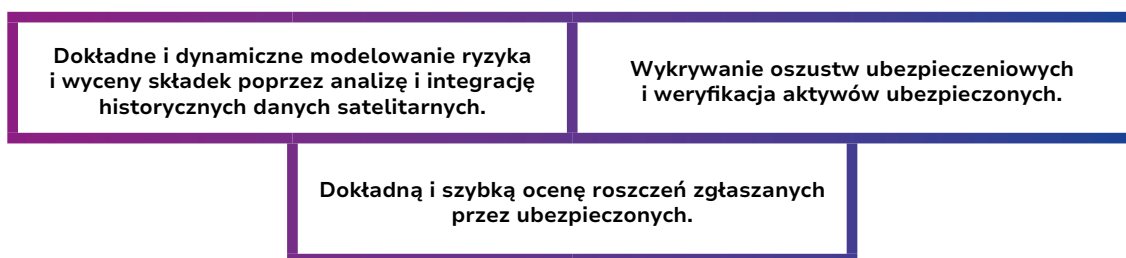 Dokładne i dynamiczne modelowanie ryzyka
i wyceny składek poprzez analizę i integrację
historycznych danych satelitarnych.
Wykrywanie oszustw ubezpieczeniowych
i weryfikacja aktywów ubezpieczonych.
Dokładną i szybką ocenę roszczeń zgłaszanych
przez ubezpieczonych.